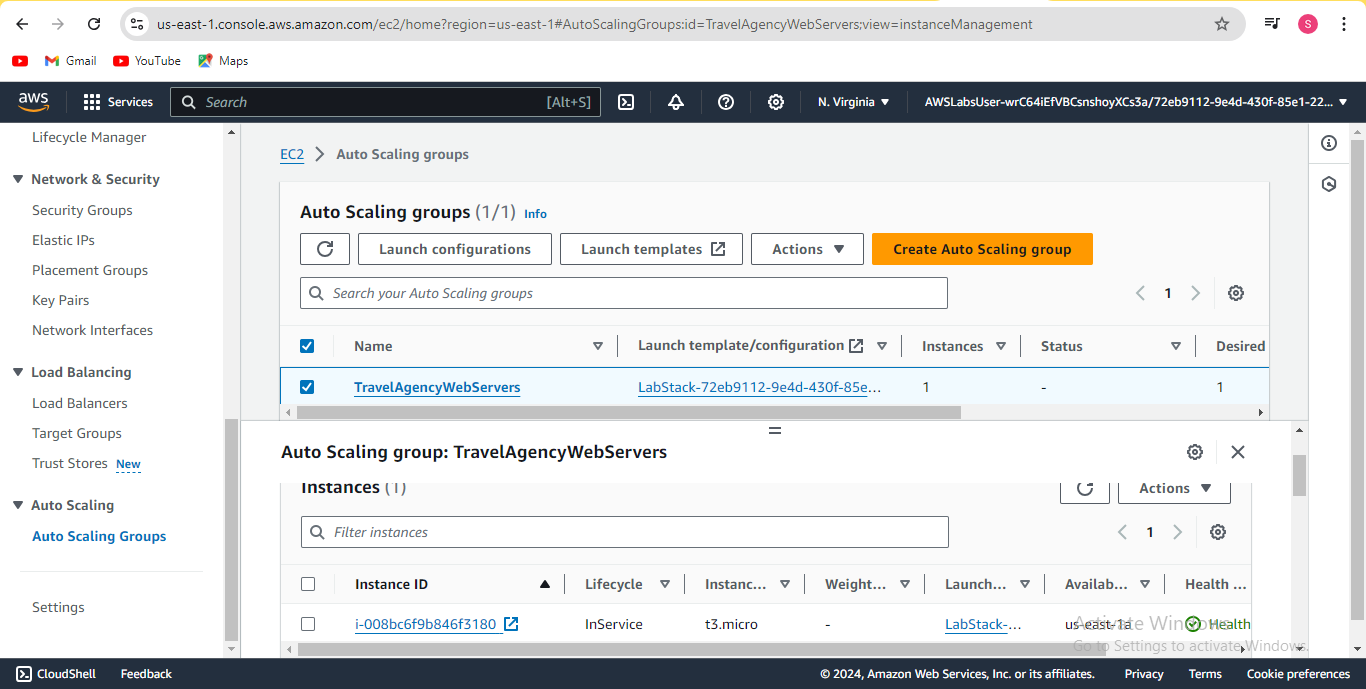 us-east-1.console.aws.amazon.com/ec2/home?region=us-east-1#AutoScalingGroups:id=TravelAgencyWebServers;view=instanceManagement
S
Gmail YouTube Maps
aws Services Search [Alt+S] N. Virginia AWSLabsUser-wrC64iEfVBCsnshoyXCs3a/72eb9112-9e4d-430f-85e1-22...
Lifecycle Manager
Network & Security
Security Groups
Elastic IPs
Placement Groups
Key Pairs
Network Interfaces
Load Balancing
Load Balancers
Target Groups
Trust Stores New
Auto Scaling
Auto Scaling Groups
Settings
EC2 Auto Scaling groups
Auto Scaling groups (1/1) Info
Launch configurations Launch templates Actions Create Auto Scaling group
Search your Auto Scaling groups 1
Name Launch template/configuration Instances Status Desired
TravelAgencyWebServers LabStack-72eb9112-9e4d-430f-85e... 1 - 1
Auto Scaling group: TravelAgencyWebServers
Instances (1) Actions
Filter instances 1
Instance ID Lifecycle Instanc... Weight... Launch... Availab... Health ...
i-008bc6f9b846f3180 InService t3.micro - LabStack-... us-east-1a Health
Activate Windows
Go to Settings to activate Windows.
CloudShell Feedback © 2024, Amazon Web Services, Inc. or its affiliates. Privacy Terms Cookie preferences